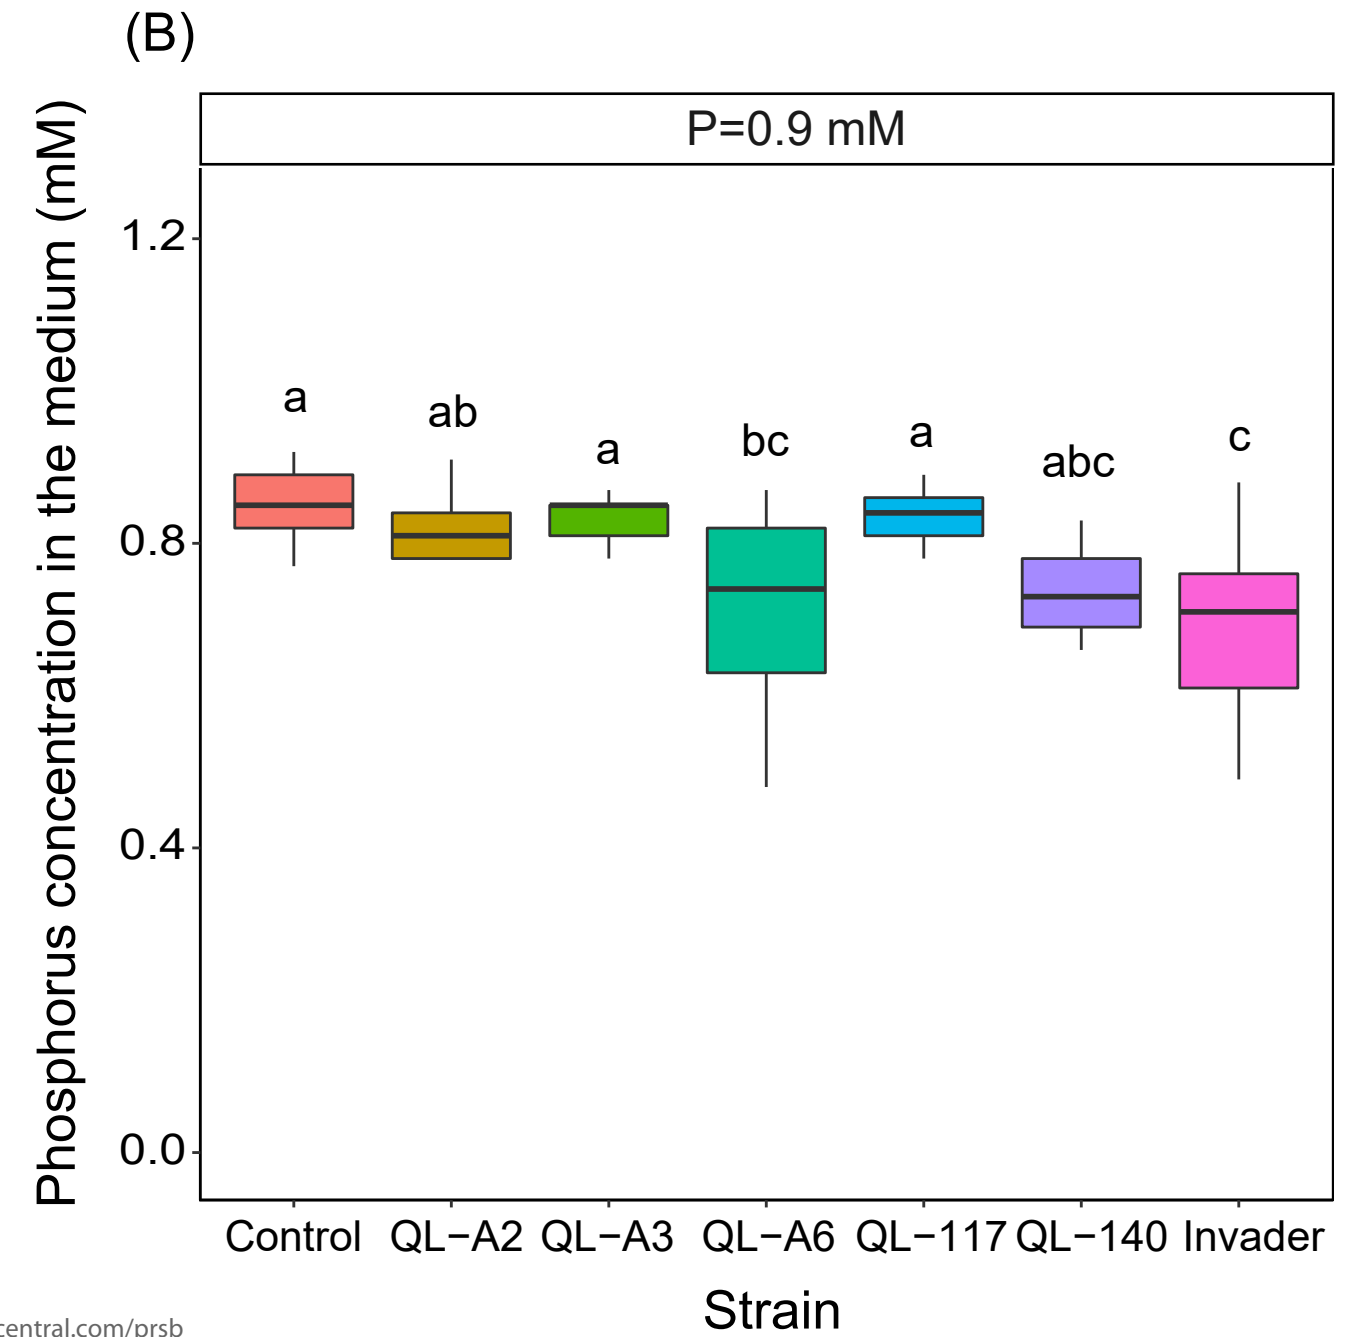 (B)
P=0.9 mM
Phosphorus concentration in the medium (mM)
1.2
0.8
0.4
0.0
a
ab
a
bc
a
abc
c
Control QL−A2 QL−A3 QL−A6 QL−117 QL−140 Invader
Strain
central.com/prsb